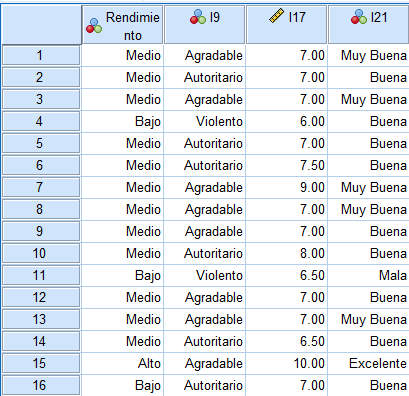 Rendimie I9 I17 I21
nto
1 Medio Agradable 7.00 Muy Buena
2 Medio Autoritario 7.00 Buena
3 Medio Agradable 7.00 Muy Buena
4 Bajo Violento 6.00 Buena
5 Medio Autoritario 7.00 Buena
6 Medio Autoritario 7.50 Buena
7 Medio Agradable 9.00 Muy Buena
8 Medio Agradable 7.00 Muy Buena
9 Medio Agradable 7.00 Buena
10 Medio Autoritario 8.00 Buena
11 Bajo Violento 6.50 Mala
12 Medio Agradable 7.00 Buena
13 Medio Agradable 7.00 Muy Buena
14 Medio Autoritario 6.50 Buena
15 Alto Agradable 10.00 Excelente
16 Bajo Autoritario 7.00 Buena